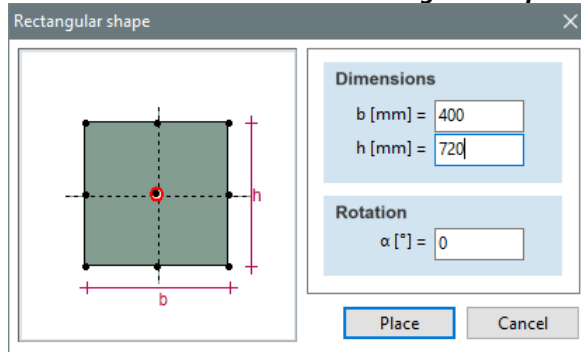 Rectangular shape
h
b
Dimensions
b [mm] = 400
h [mm] = 720
Rotation
α [°] = 0
Place
Cancel